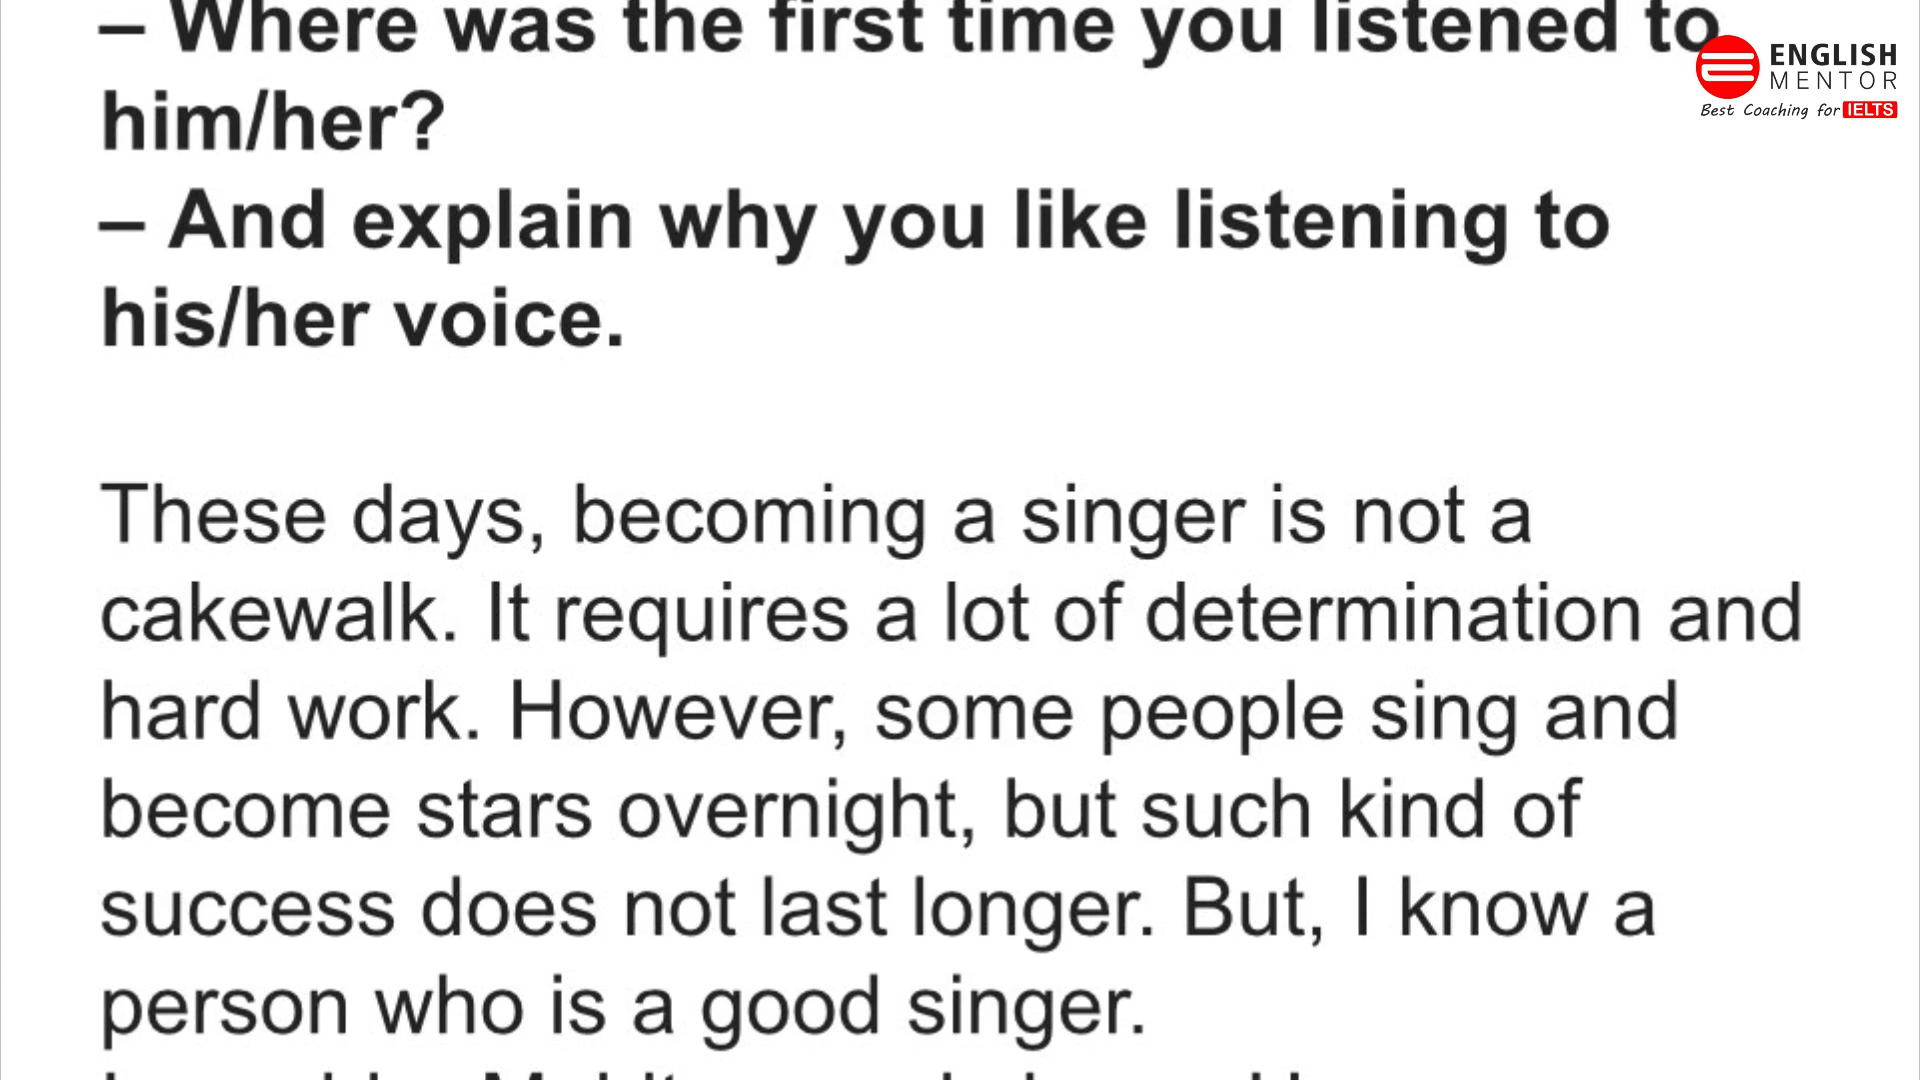 – Where was the first time you listened to
him/her?
– And explain why you like listening to
his/her voice.
ENGLISH
MENTOR
Best Coaching for IELTS
These days, becoming a singer is not a
cakewalk. It requires a lot of determination and
hard work. However, some people sing and
become stars overnight, but such kind of
success does not last longer. But, I know a
person who is a good singer.